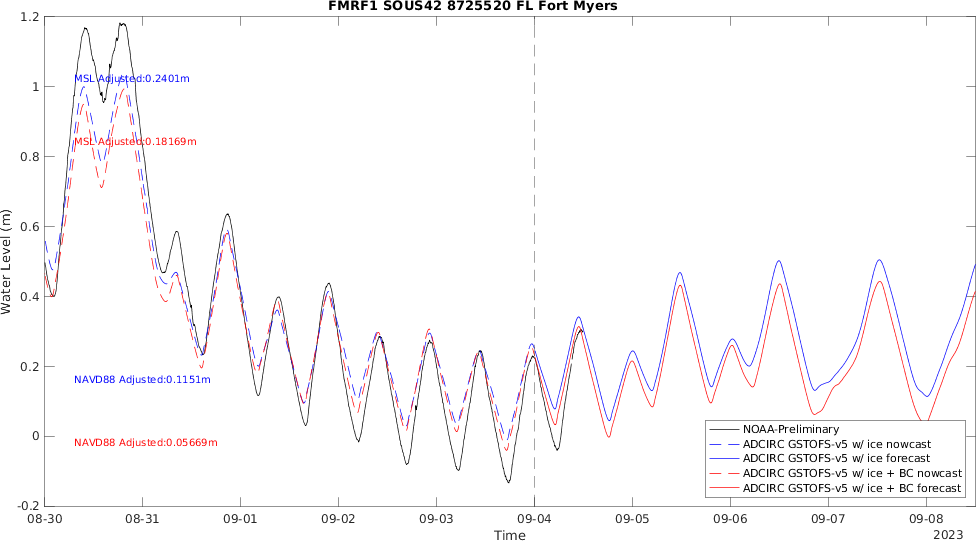 FMRF1 SOUS42 8725520 FL Fort Myers
1.2
1
0.8
0.6
0.4
0.2
0
-0.2
Water Level (m)
MSL Adjusted:0.2401m
MSL Adjusted:0.18169m
NAVD88 Adjusted:0.1151m
NAVD88 Adjusted:0.05669m
NOAA-Preliminary
ADCIRC GSTOFS-v5 w/ ice nowcast
ADCIRC GSTOFS-v5 w/ ice forecast
ADCIRC GSTOFS-v5 w/ ice + BC nowcast
ADCIRC GSTOFS-v5 w/ ice + BC forecast
08-30 08-31 09-01 09-02 09-03 09-04 09-05 09-06 09-07 09-08
Time
2023